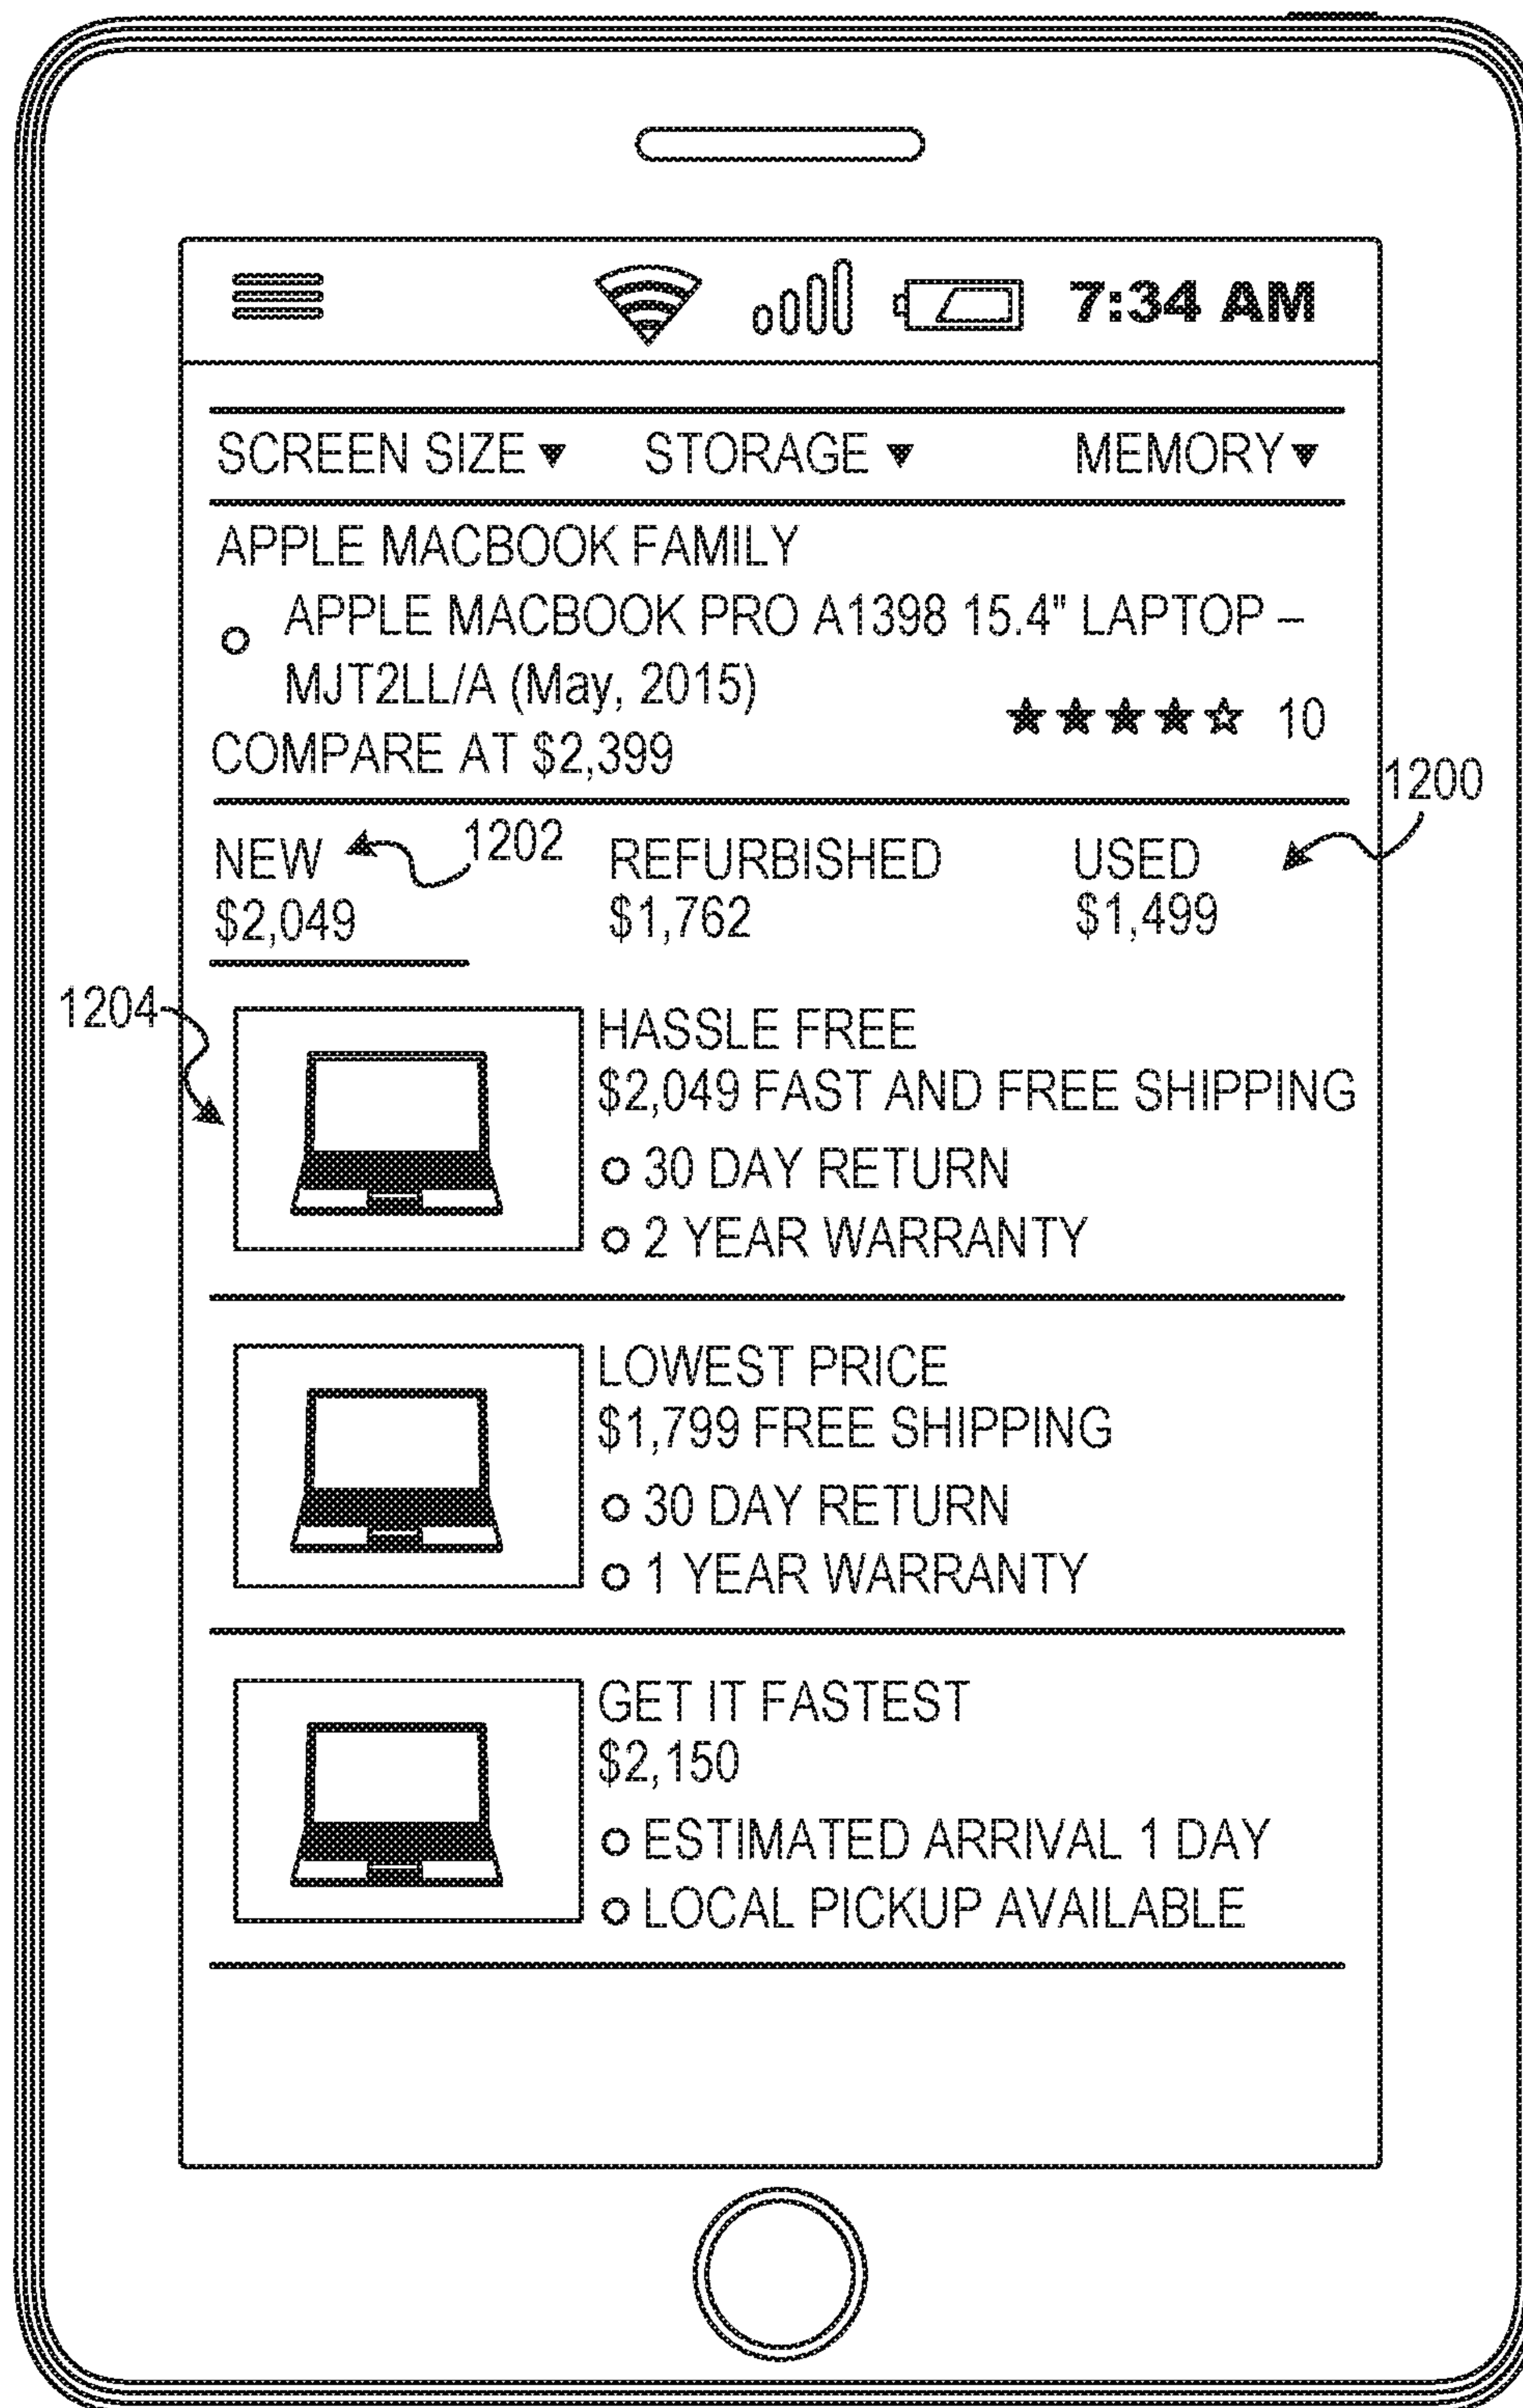 7:34 AM
SCREEN SIZE ▼ STORAGE ▼ MEMORY ▼
APPLE MACBOOK FAMILY
APPLE MACBOOK PRO A1398 15.4" LAPTOP –
MJT2LL/A (May, 2015)
10
COMPARE AT $2,399
1200
NEW 1202 REFURBISHED USED
$2,049 $1,762 $1,499
1204
HASSLE FREE
$2,049 FAST AND FREE SHIPPING
30 DAY RETURN
2 YEAR WARRANTY
LOWEST PRICE
$1,799 FREE SHIPPING
30 DAY RETURN
1 YEAR WARRANTY
GET IT FASTEST
$2,150
ESTIMATED ARRIVAL 1 DAY
LOCAL PICKUP AVAILABLE